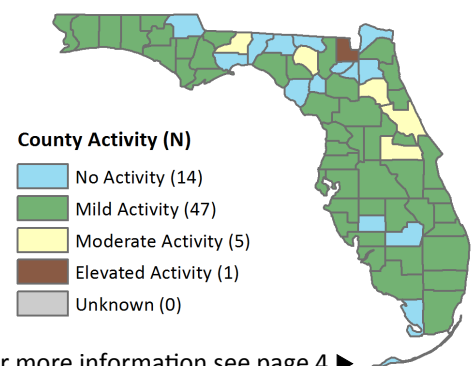 County Activity (N)
No Activity (14)
Mild Activity (47)
Moderate Activity (5)
Elevated Activity (1)
Unknown (0)
r more information see page 4 ►